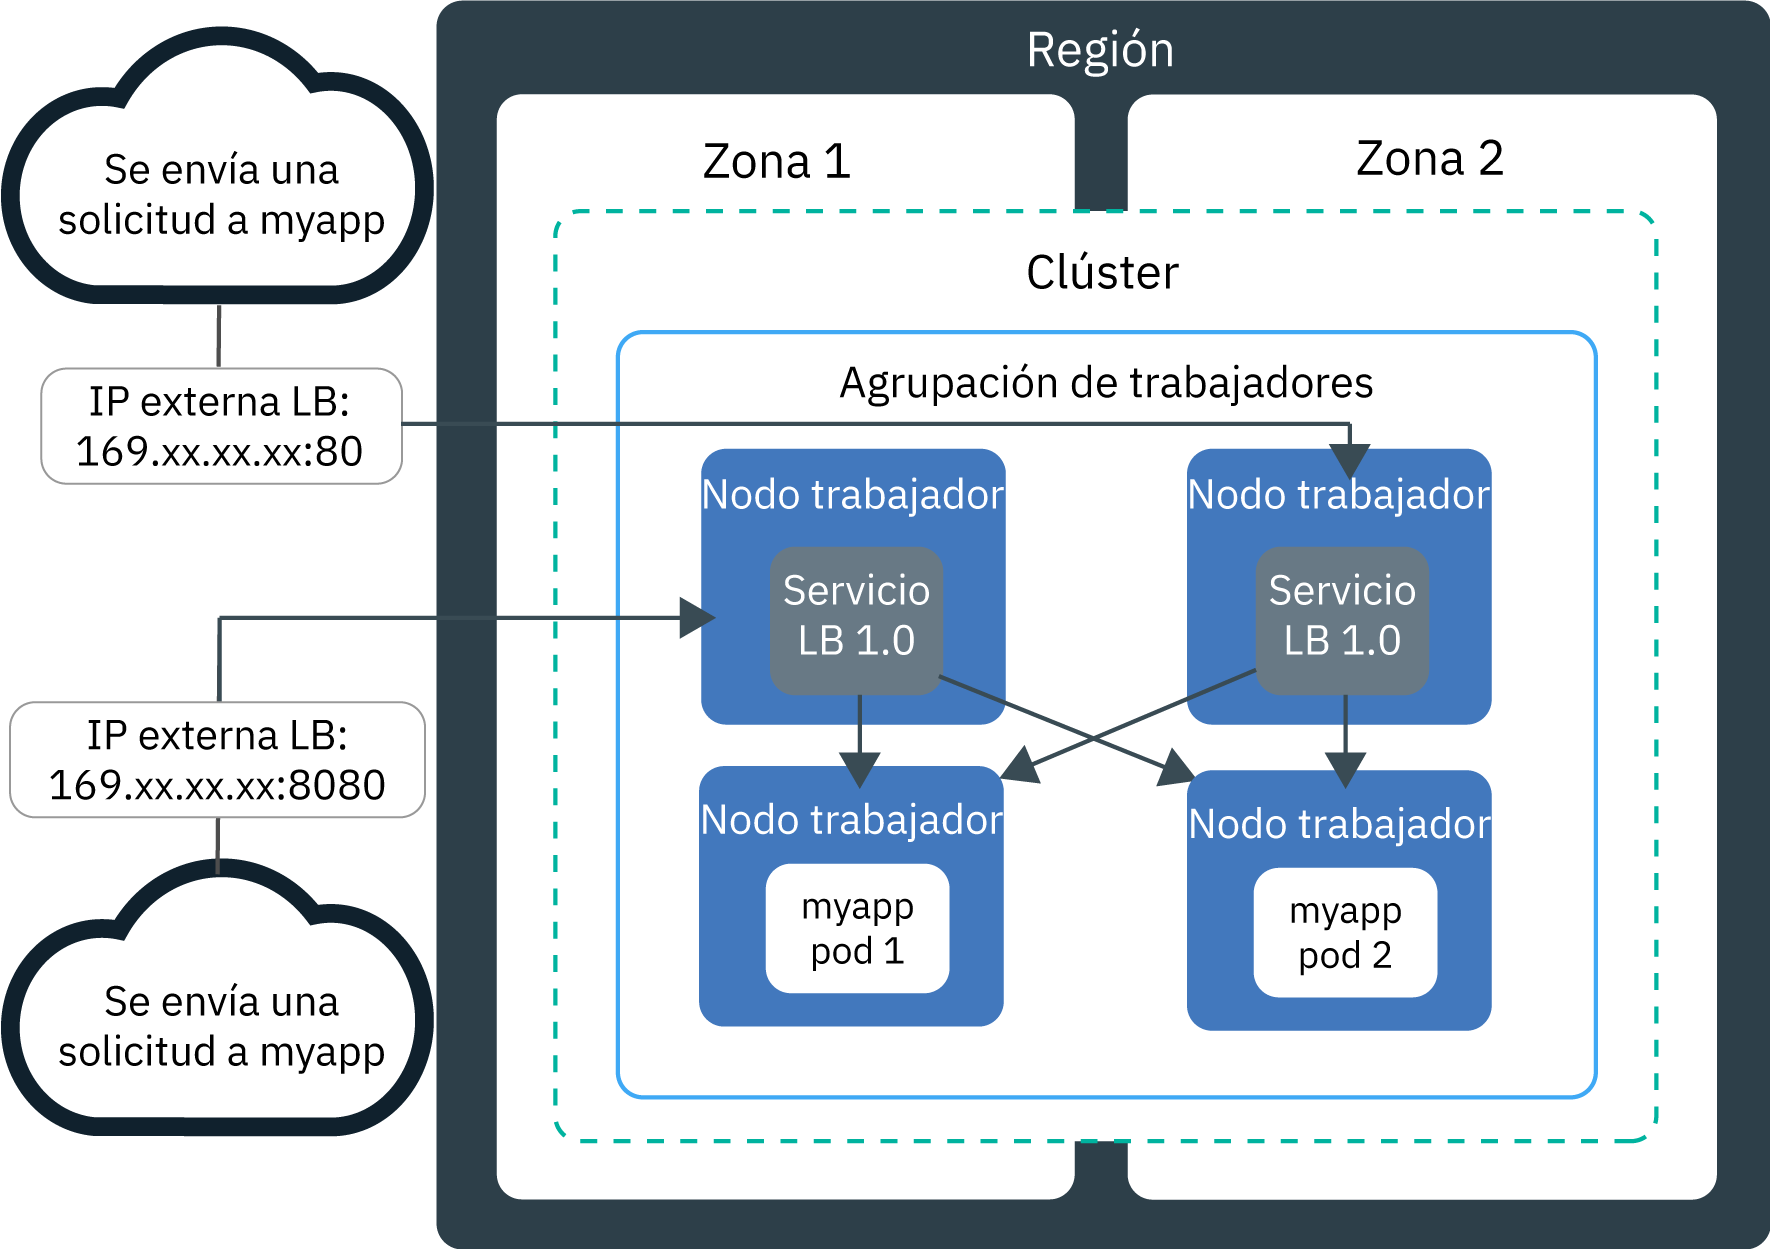 Región
Zona 1
Zona 2
Clúster
Agrupación de trabajadores
Se envía una
solicitud a myapp
IP externa LB:
169.xx.xx.xx:80
Nodo trabajador
Servicio
LB 1.0
Nodo trabajador
Servicio
LB 1.0
IP externa LB:
169.xx.xx.xx:8080
Se envía una
solicitud a myapp
Nodo trabajador
myapp
pod 1
Nodo trabajador
myapp
pod 2